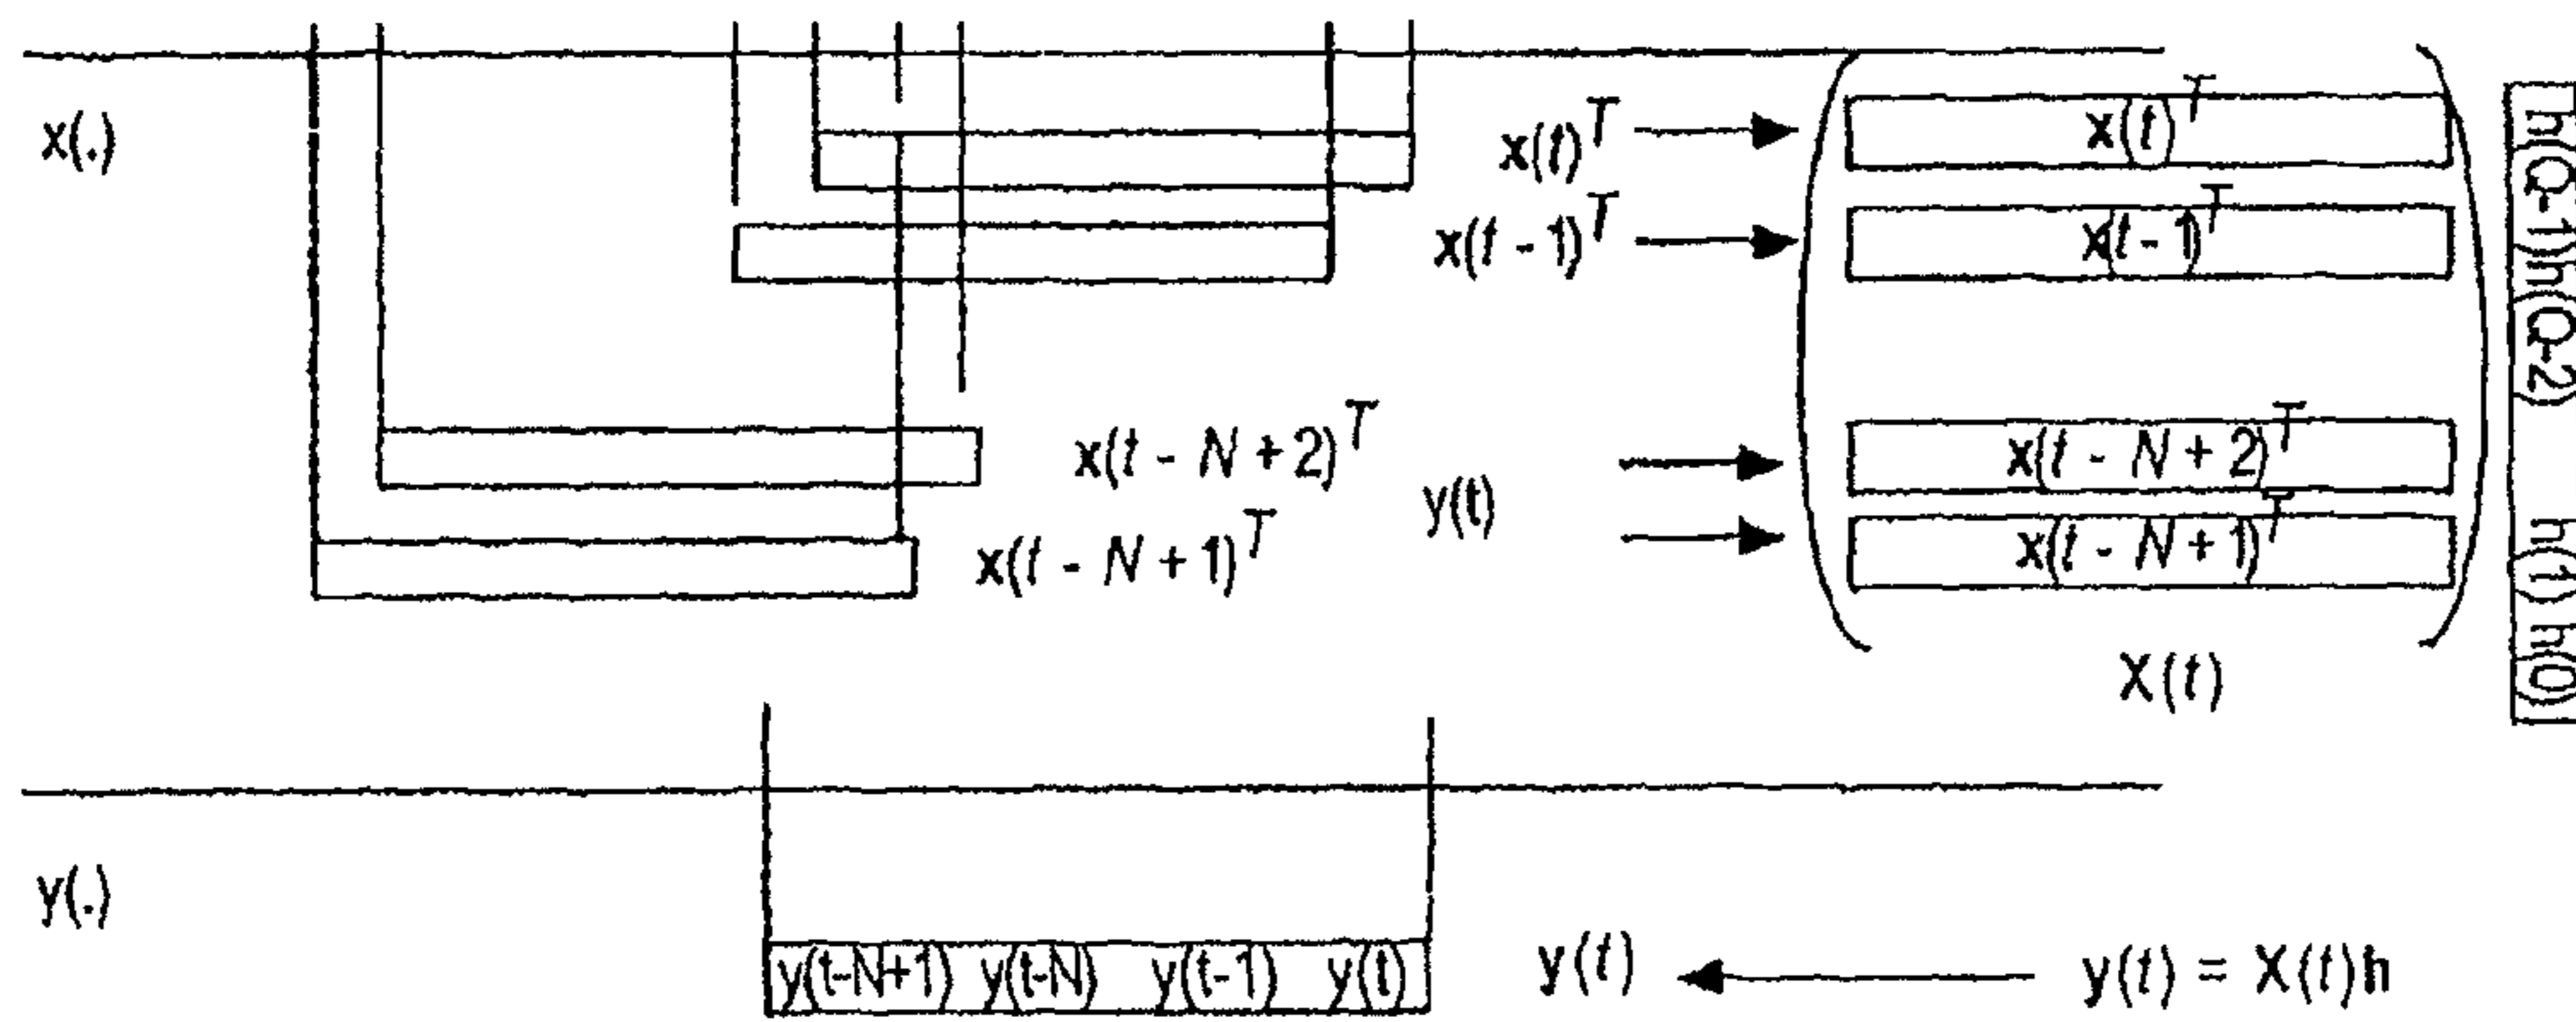 x(.)
x(t)^T
x(t-1)^T
x(t - N + 2)^T
x(t - N + 1)^T
y(t)
x(t)^T
x(t-1)^T
x(t - N + 2)^T
x(t - N + 1)^T
X(t)
h(Q-1)h(Q-2) h(1) h(0)
y(.)
y(t-N+1) y(t-N) y(t-1) y(t)
y(t)
y(t) = X(t)h